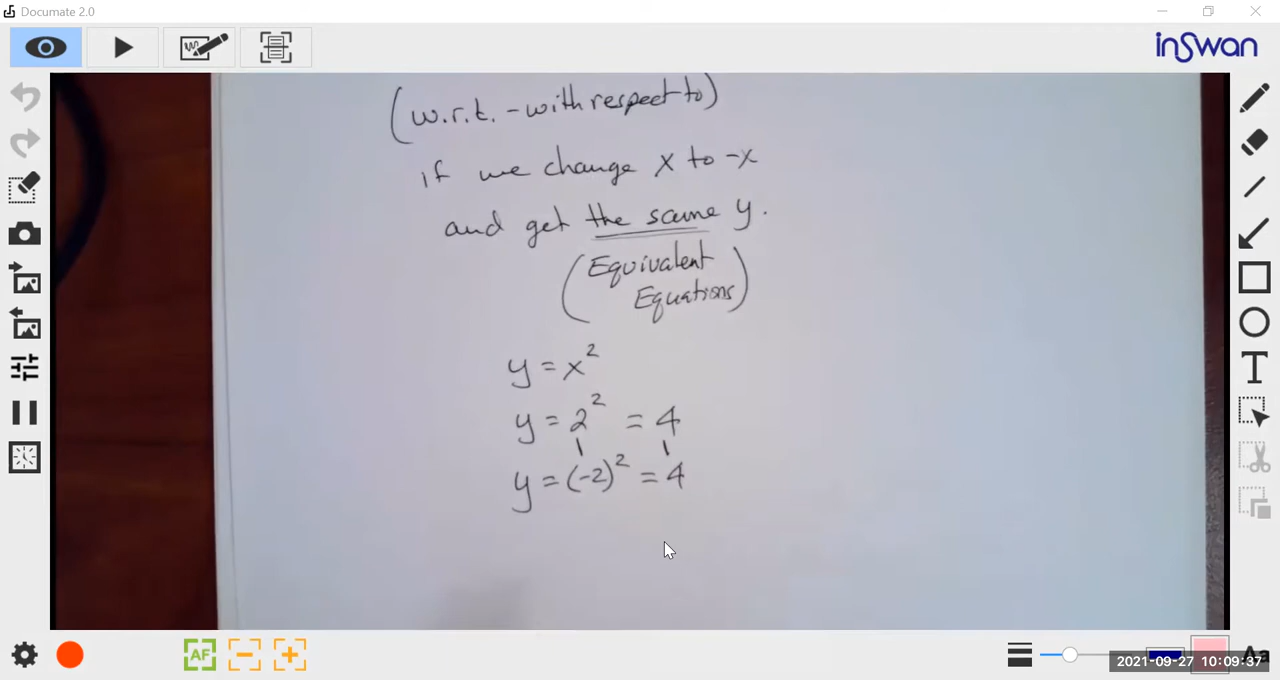 Documate 2.0
inSwan
(w.r.t. - with respect to)
if we change x to -x
and get the same y.
(Equivalent
Equations)
y = x²
y = 2² = 4
y = (-2)² = 4
AF
Aa
2021-09-27 10:09:37